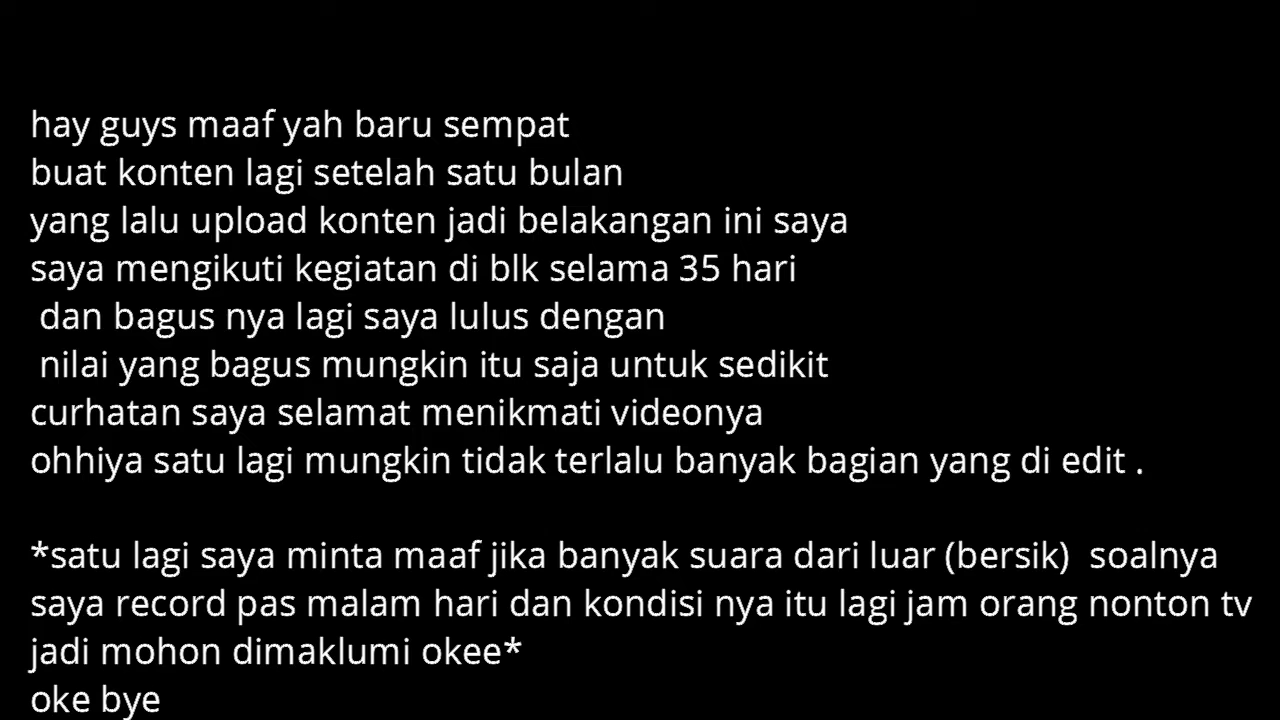 hay guys maaf yah baru sempat
buat konten lagi setelah satu bulan
yang lalu upload konten jadi belakangan ini saya
saya mengikuti kegiatan di blk selama 35 hari
dan bagus nya lagi saya lulus dengan
nilai yang bagus mungkin itu saja untuk sedikit
curhatan saya selamat menikmati videonya
ohhiya satu lagi mungkin tidak terlalu banyak bagian yang di edit .
*satu lagi saya minta maaf jika banyak suara dari luar (bersik)  soalnya
saya record pas malam hari dan kondisi nya itu lagi jam orang nonton tv
jadi mohon dimaklumi okee*
oke bye